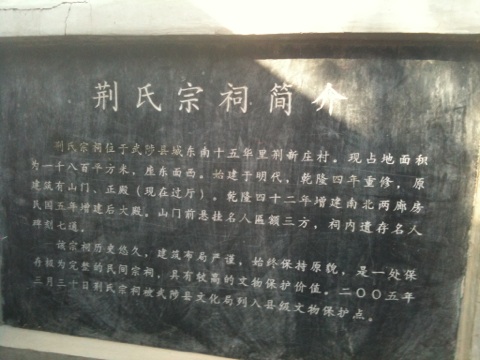 荆氏宗祠简介
荆氏宗祠位于武涉县城东南十五华里荆新庄村。现占地面积
为一千八百平方米，座东面西。始建于明代，乾隆四年重修，原
建筑有山门、正殿（现在过厅）。乾隆四十二年增建南北两廊房
民国五年增建后大殿。山门前悬挂名人匾额三方，祠内遗存名人
碑刻七通。
该宗祠历史悠久，建筑布局严谨，始终保持原貌，是一处保
存极为完整的民间宗祠，具有较高的文物保护价值。二〇〇五年
三月三十日荆氏宗祠被武涉县文化局列入县级文物保护点。